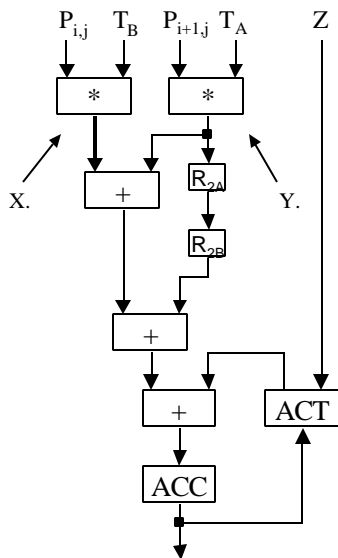 P_{i,j} T_B P_{i+1,j} T_A Z
* *
X. + R_{2A} Y.
R_{2B}
+
+ ACT
ACC